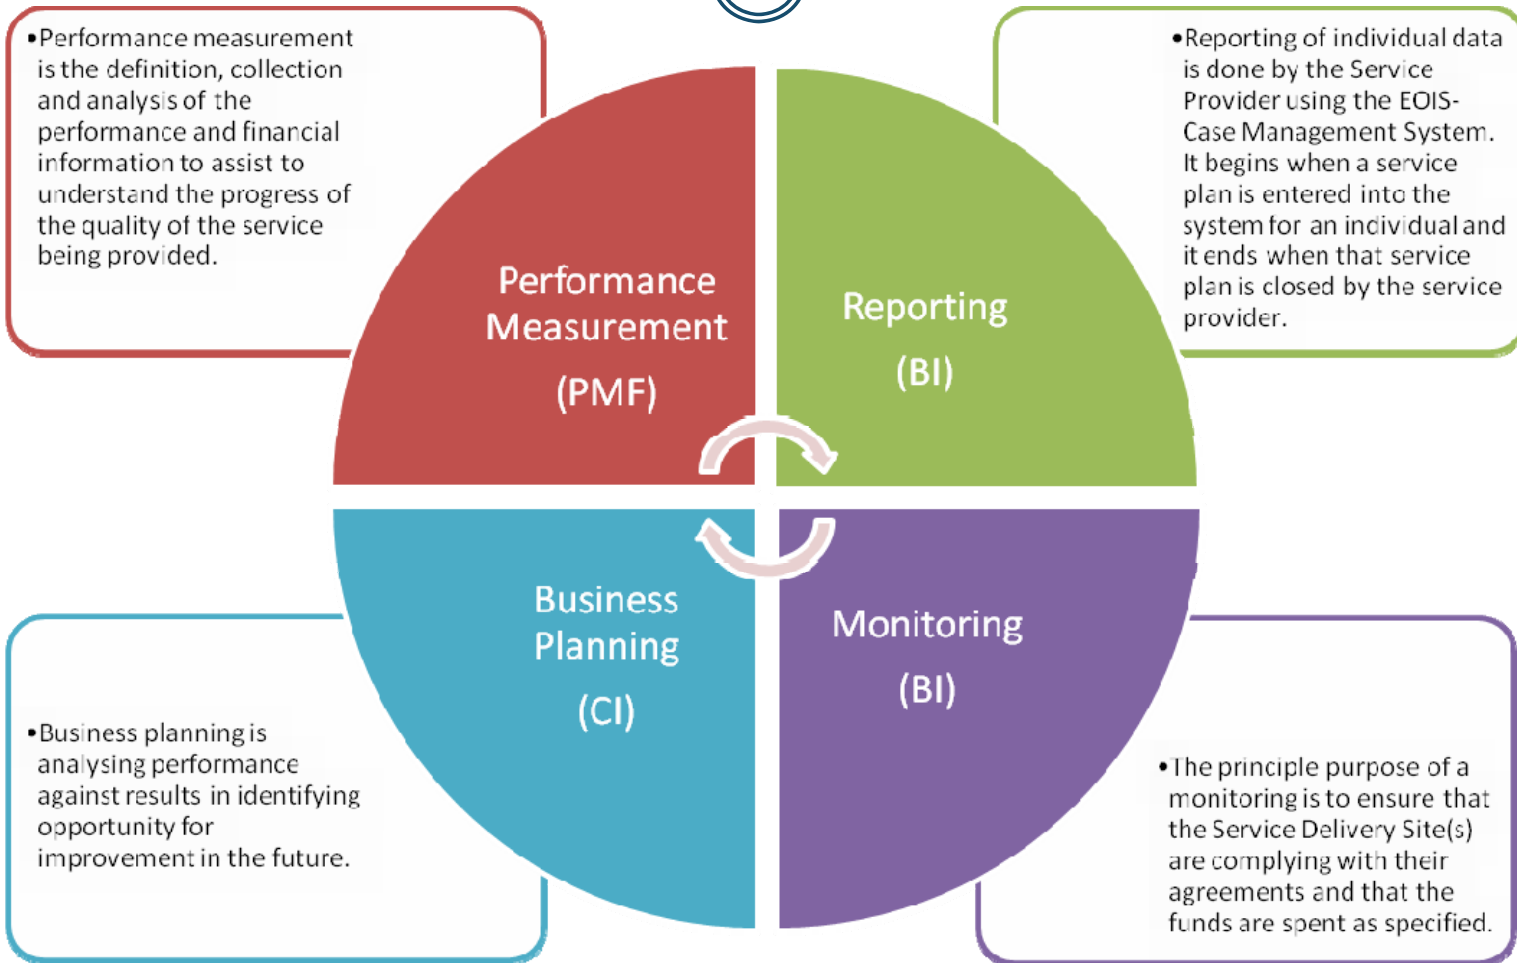 •Performance measurement
is the definition, collection
and analysis of the
performance and financial
information to assist to
understand the progress of
the quality of the service
being provided.
•Reporting of individual data
is done by the Service
Provider using the EOIS-
Case Management System.
It begins when a service
plan is entered into the
system for an individual and
it ends when that service
plan is closed by the service
provider.
Performance
Measurement
(PMF)
Reporting
(BI)
Business
Planning
(CI)
Monitoring
(BI)
•Business planning is
analysing performance
against results in identifying
opportunity for
improvement in the future.
•The principle purpose of a
monitoring is to ensure that
the Service Delivery Site(s)
are complying with their
agreements and that the
funds are spent as specified.